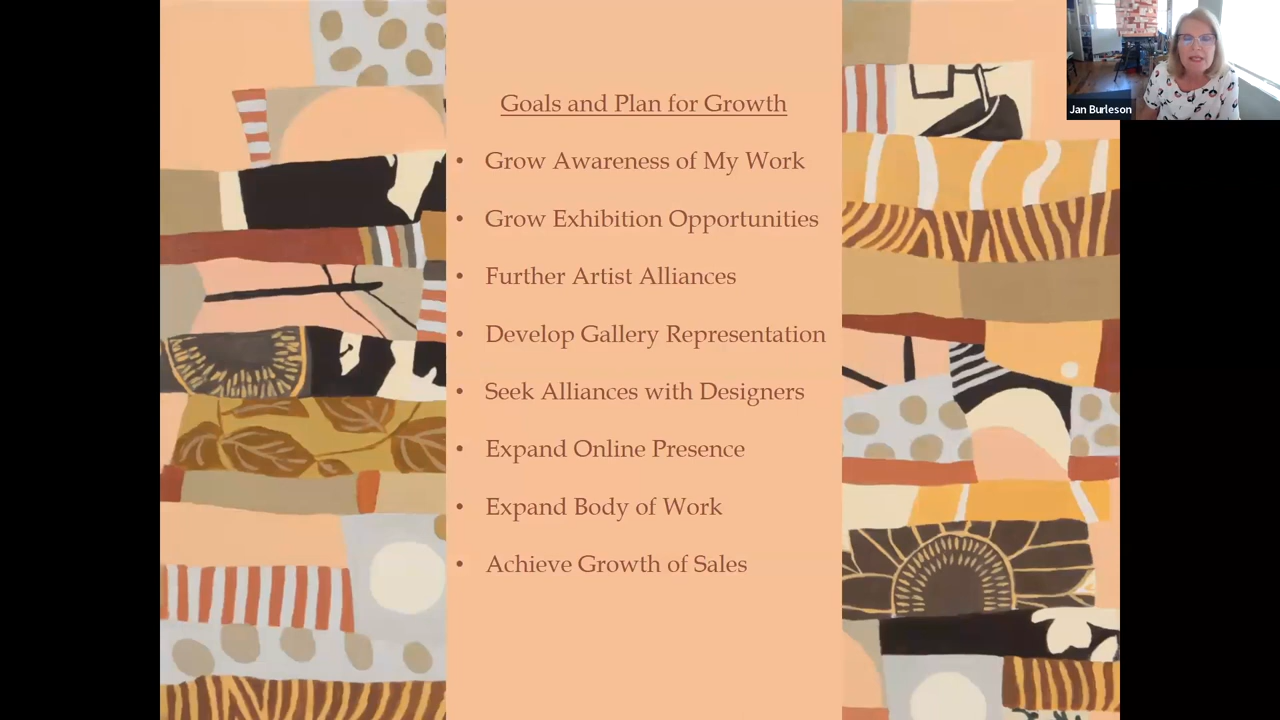 Goals and Plan for Growth
• Grow Awareness of My Work
• Grow Exhibition Opportunities
• Further Artist Alliances
• Develop Gallery Representation
• Seek Alliances with Designers
• Expand Online Presence
• Expand Body of Work
• Achieve Growth of Sales
Jan Burleson